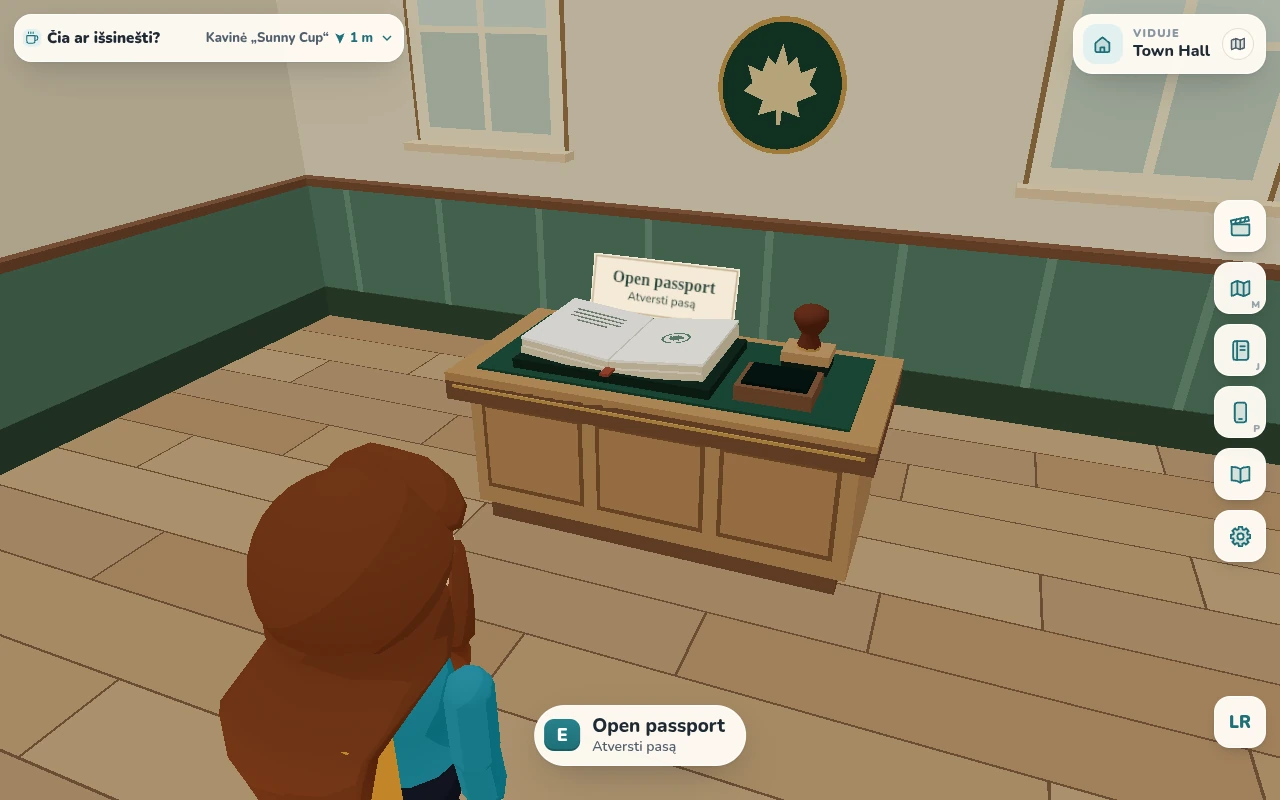 Čia ar išsinešti?
Kavinė „Sunny Cup“ 1 m
VIDUJE
Town Hall
M
J
P
LR
Open passport
Atversti pasą
E
Open passport
Atversti pasą